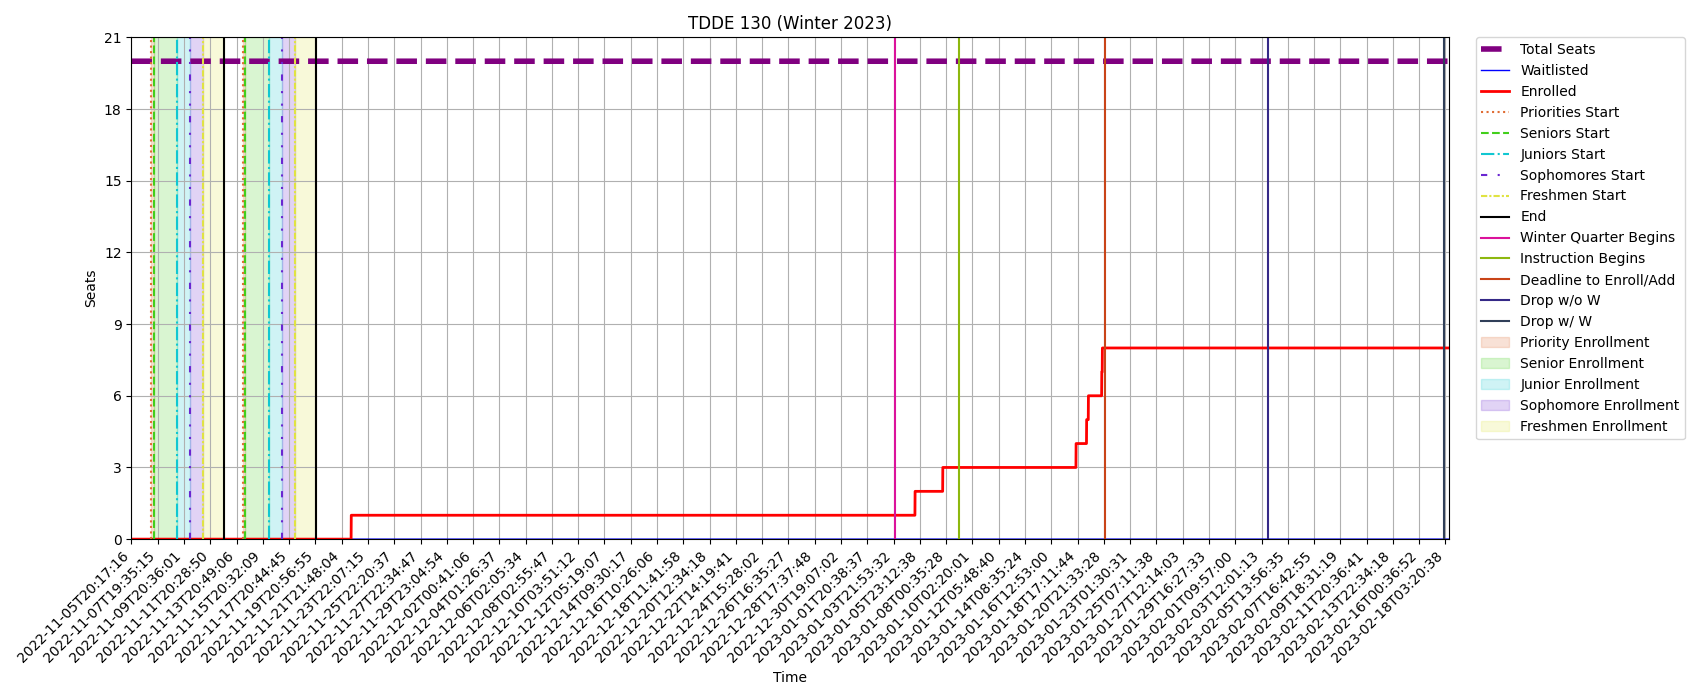 TDDE 130 (Winter 2023)
21
18
15
12
9
6
3
0
Seats
2022-11-05T20:17:16
2022-11-07T19:35:15
2022-11-09T20:36:01
2022-11-11T20:28:50
2022-11-13T20:49:06
2022-11-15T20:32:09
2022-11-17T20:44:45
2022-11-19T20:56:55
2022-11-21T21:48:04
2022-11-23T22:07:15
2022-11-25T22:20:37
2022-11-27T22:34:47
2022-11-29T23:04:54
2022-12-02T00:41:06
2022-12-04T01:26:37
2022-12-06T02:05:34
2022-12-08T02:55:47
2022-12-10T03:51:12
2022-12-12T05:19:07
2022-12-14T09:30:17
2022-12-16T10:26:06
2022-12-18T11:41:58
2022-12-20T12:34:18
2022-12-22T14:19:41
2022-12-24T15:28:02
2022-12-26T16:35:27
2022-12-28T17:37:48
2022-12-30T19:07:02
2023-01-01T20:38:37
2023-01-03T21:53:32
2023-01-05T23:12:38
2023-01-08T00:35:28
2023-01-10T02:20:01
2023-01-12T05:48:40
2023-01-14T08:35:24
2023-01-16T12:53:00
2023-01-18T17:11:44
2023-01-20T21:33:28
2023-01-23T01:30:31
2023-01-25T07:11:38
2023-01-27T12:14:03
2023-01-29T16:27:33
2023-02-01T09:57:00
2023-02-03T12:01:13
2023-02-05T13:56:35
2023-02-07T16:42:55
2023-02-09T18:31:19
2023-02-11T20:36:41
2023-02-13T22:34:18
2023-02-16T00:36:52
2023-02-18T03:20:38
Time
Total Seats
Waitlisted
Enrolled
Priorities Start
Seniors Start
Juniors Start
Sophomores Start
Freshmen Start
End
Winter Quarter Begins
Instruction Begins
Deadline to Enroll/Add
Drop w/o W
Drop w/ W
Priority Enrollment
Senior Enrollment
Junior Enrollment
Sophomore Enrollment
Freshmen Enrollment